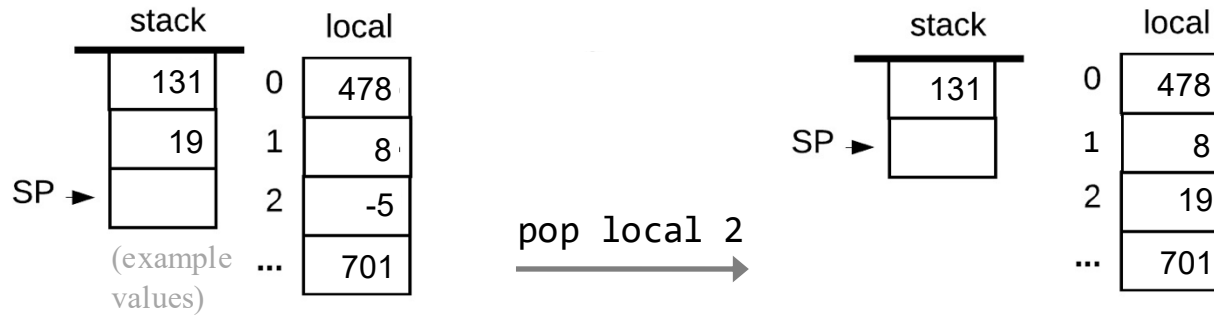 stack local
131 0 478
19 1 8
SP 2 -5
(example
values)
... 701
pop local 2
stack local
131 0 478
SP 1 8
2 19
... 701